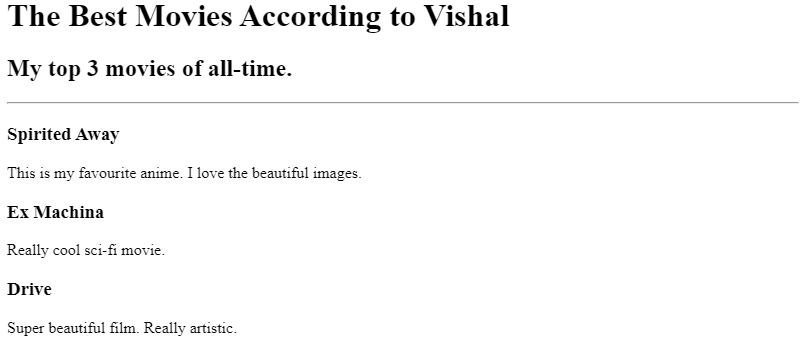 The Best Movies According to Vishal
My top 3 movies of all-time.
Spirited Away
This is my favourite anime. I love the beautiful images.
Ex Machina
Really cool sci-fi movie.
Drive
Super beautiful film. Really artistic.